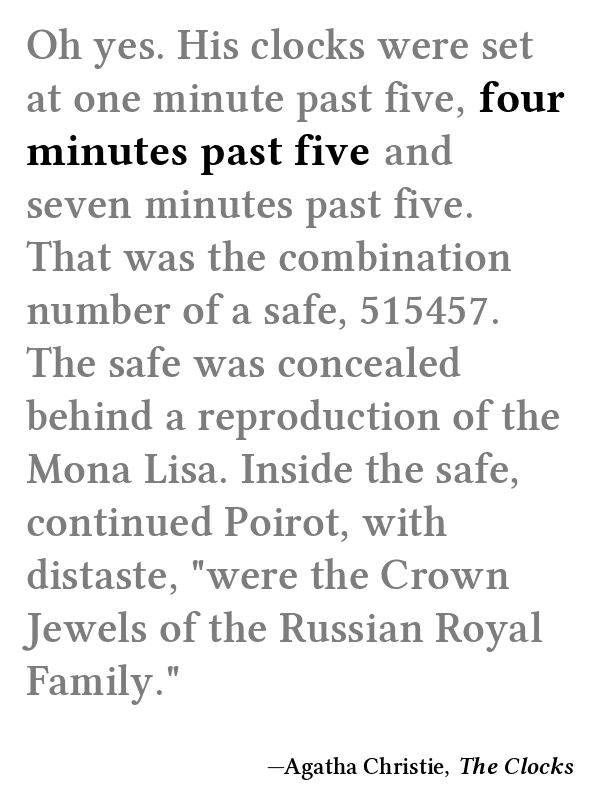 Oh yes. His clocks were set
at one minute past five, four
minutes past five and
seven minutes past five.
That was the combination
number of a safe, 515457.
The safe was concealed
behind a reproduction of the
Mona Lisa. Inside the safe,
continued Poirot, with
distaste, "were the Crown
Jewels of the Russian Royal
Family."
—Agatha Christie, The Clocks